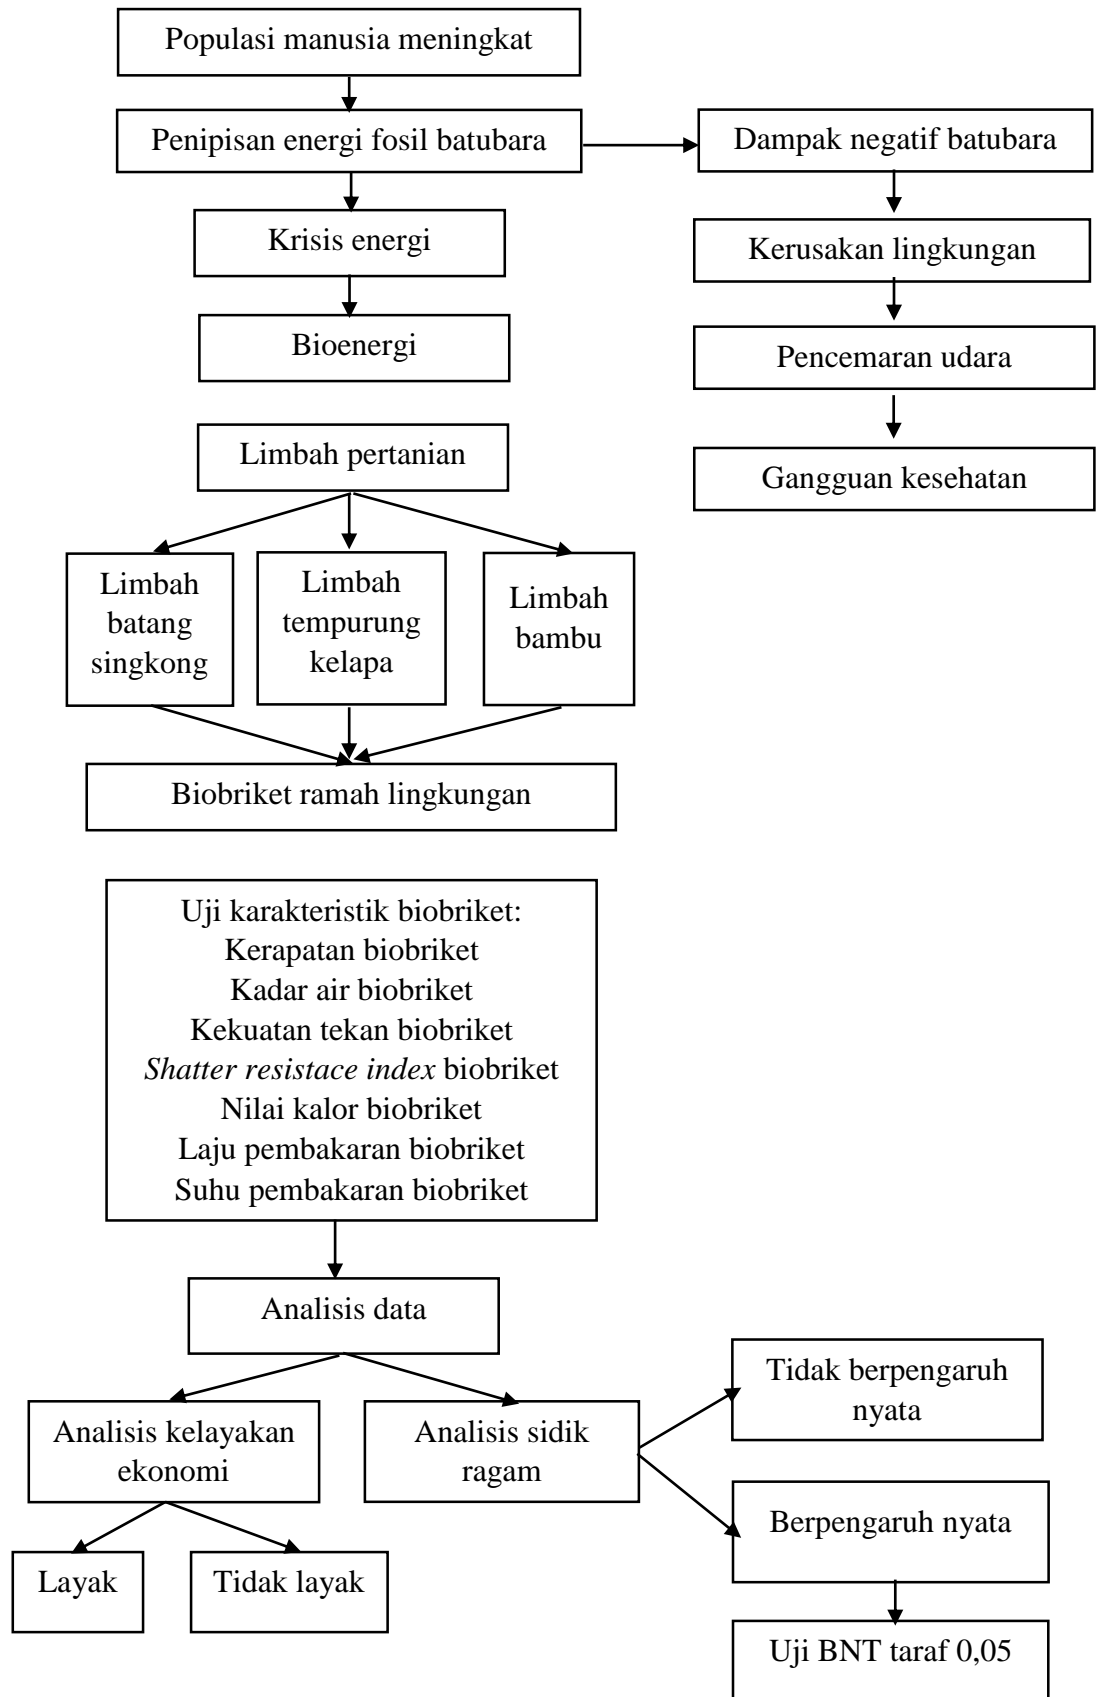 Populasi manusia meningkat
Penipisan energi fosil batubara
Dampak negatif batubara
Krisis energi
Kerusakan lingkungan
Bioenergi
Pencemaran udara
Limbah pertanian
Gangguan kesehatan
Limbah
batang
singkong
Limbah
tempurung
kelapa
Limbah
bambu
Biobriket ramah lingkungan
Uji karakteristik biobriket:
Kerapatan biobriket
Kadar air biobriket
Kekuatan tekan biobriket
Shatter resistace index biobriket
Nilai kalor biobriket
Laju pembakaran biobriket
Suhu pembakaran biobriket
Analisis data
Analisis kelayakan
ekonomi
Analisis sidik
ragam
Tidak berpengaruh
nyata
Berpengaruh nyata
Layak
Tidak layak
Uji BNT taraf 0,05